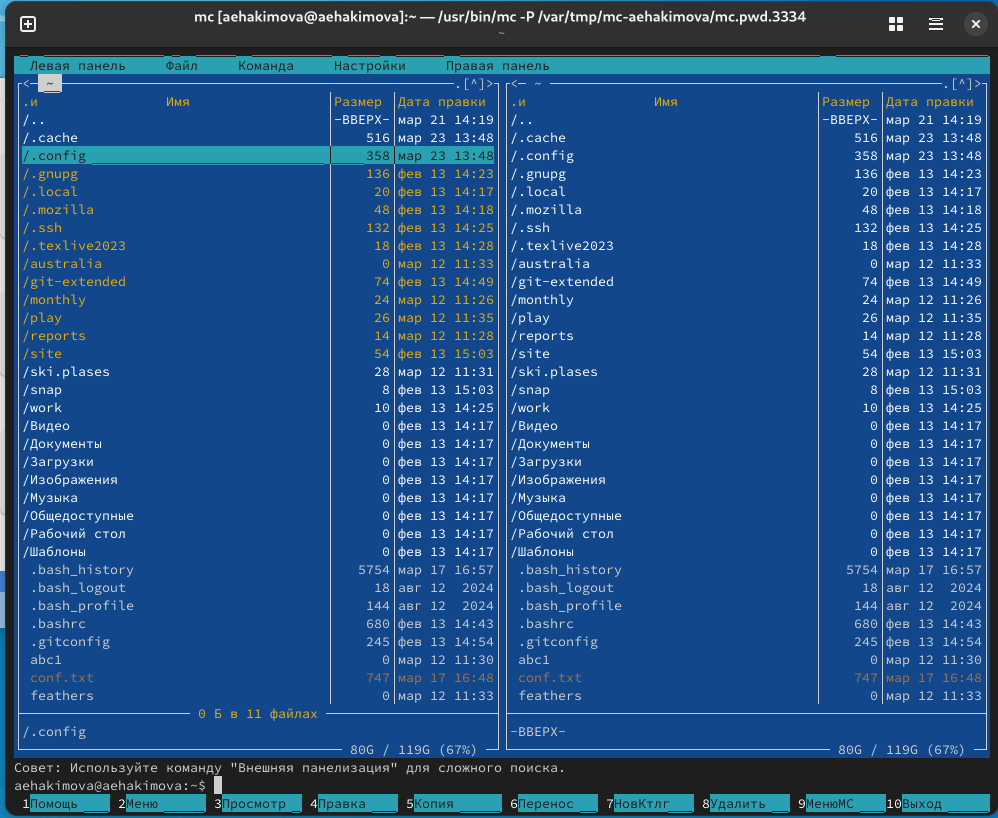 mc [aehakimova@aehakimova]:~ — /usr/bin/mc -P /var/tmp/mc-aehakimova/mc.pwd.3334
~
Левая панель Файл Команда Настройки Правая панель
<— ~ .[^]> <— ~ .[^]>
.и Имя Размер Дата правки .и Имя Размер Дата правки
/.. -ВВЕРХ- мар 21 14:19 /.. -ВВЕРХ- мар 21 14:19
/.cache 516 мар 23 13:48 /.cache 516 мар 23 13:48
/.config 358 мар 23 13:48 /.config 358 мар 23 13:48
/.gnupg 136 фев 13 14:23 /.gnupg 136 фев 13 14:23
/.local 20 фев 13 14:17 /.local 20 фев 13 14:17
/.mozilla 48 фев 13 14:18 /.mozilla 48 фев 13 14:18
/.ssh 132 фев 13 14:25 /.ssh 132 фев 13 14:25
/.texlive2023 18 фев 13 14:28 /.texlive2023 18 фев 13 14:28
/australia 0 мар 12 11:33 /australia 0 мар 12 11:33
/git-extended 74 фев 13 14:49 /git-extended 74 фев 13 14:49
/monthly 24 мар 12 11:26 /monthly 24 мар 12 11:26
/play 26 мар 12 11:35 /play 26 мар 12 11:35
/reports 14 мар 12 11:28 /reports 14 мар 12 11:28
/site 54 фев 13 15:03 /site 54 фев 13 15:03
/ski.plases 28 мар 12 11:31 /ski.plases 28 мар 12 11:31
/snap 8 фев 13 15:03 /snap 8 фев 13 15:03
/work 10 фев 13 14:25 /work 10 фев 13 14:25
/Видео 0 фев 13 14:17 /Видео 0 фев 13 14:17
/Документы 0 фев 13 14:17 /Документы 0 фев 13 14:17
/Загрузки 0 фев 13 14:17 /Загрузки 0 фев 13 14:17
/Изображения 0 фев 13 14:17 /Изображения 0 фев 13 14:17
/Музыка 0 фев 13 14:17 /Музыка 0 фев 13 14:17
/Общедоступные 0 фев 13 14:17 /Общедоступные 0 фев 13 14:17
/Рабочий стол 0 фев 13 14:17 /Рабочий стол 0 фев 13 14:17
/Шаблоны 0 фев 13 14:17 /Шаблоны 0 фев 13 14:17
.bash_history 5754 мар 17 16:57 .bash_history 5754 мар 17 16:57
.bash_logout 18 авг 12 2024 .bash_logout 18 авг 12 2024
.bash_profile 144 авг 12 2024 .bash_profile 144 авг 12 2024
.bashrc 680 фев 13 14:43 .bashrc 680 фев 13 14:43
.gitconfig 245 фев 13 14:54 .gitconfig 245 фев 13 14:54
abc1 0 мар 12 11:30 abc1 0 мар 12 11:30
conf.txt 747 мар 17 16:48 conf.txt 747 мар 17 16:48
feathers 0 мар 12 11:33 feathers 0 мар 12 11:33
0 Б в 11 файлах
/.config -ВВЕРХ-
80G / 119G (67%) 80G / 119G (67%)
Совет: Используйте команду "Внешняя панелизация" для сложного поиска.
aehakimova@aehakimova:~$
1Помощь 2Меню 3Просмотр 4Правка 5Копия 6Перенос 7НовКтлг 8Удалить 9МенюMC 10Выход